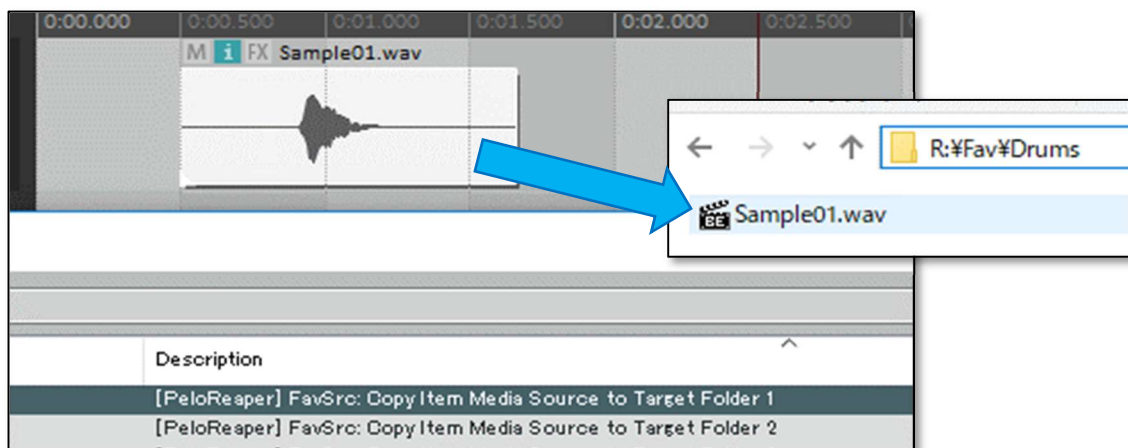 0:00.000 0:00.500 0:01.000 0:01.500 0:02.000 0:02.500
M i FX Sample01.wav
R:¥Fav¥Drums
Sample01.wav
Description
[PeloReaper] FavSrc: Copy Item Media Source to Target Folder 1
[PeloReaper] FavSrc: Copy Item Media Source to Target Folder 2